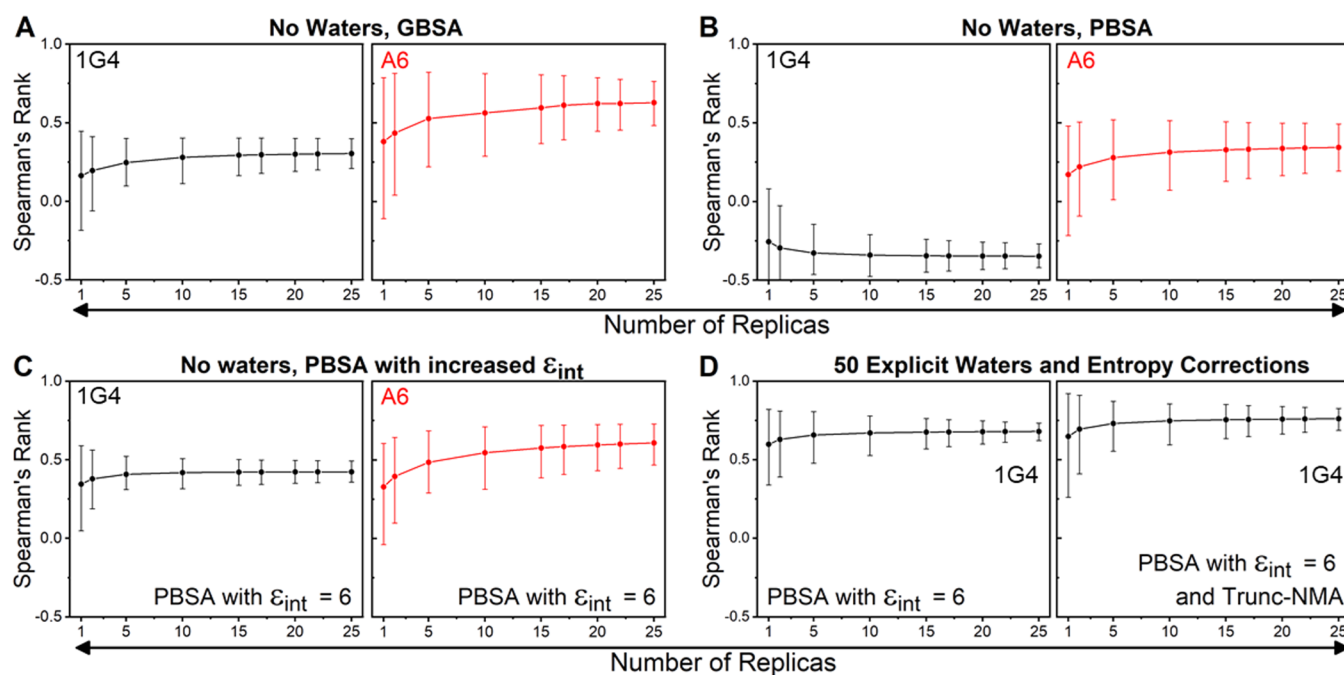 A
No Waters, GBSA
B
No Waters, PBSA
1.0
0.5
0.0
-0.5
Spearman's Rank
1G4
A6
1 5 10 15 20 25
1 5 10 15 20 25
1.0
0.5
0.0
-0.5
Spearman's Rank
1G4
A6
1 5 10 15 20 25
1 5 10 15 20 25
Number of Replicas
C
No waters, PBSA with increased εint
D
50 Explicit Waters and Entropy Corrections
1.0
0.5
0.0
-0.5
Spearman's Rank
1G4
PBSA with εint = 6
A6
PBSA with εint = 6
1 5 10 15 20 25
1 5 10 15 20 25
1.0
0.5
0.0
-0.5
Spearman's Rank
1G4
PBSA with εint = 6
1G4
PBSA with εint = 6
and Trunc-NMA
1 5 10 15 20 25
1 5 10 15 20 25
Number of Replicas